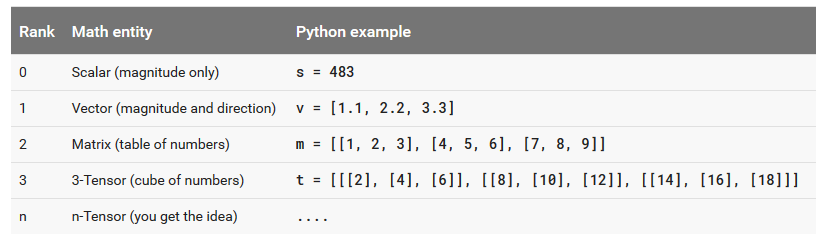 Rank Math entity Python example
0 Scalar (magnitude only) s = 483
1 Vector (magnitude and direction) v = [1.1, 2.2, 3.3]
2 Matrix (table of numbers) m = [[1, 2, 3], [4, 5, 6], [7, 8, 9]]
3 3-Tensor (cube of numbers) t = [[[2], [4], [6]], [[8], [10], [12]], [[14], [16], [18]]]
n n-Tensor (you get the idea) ....